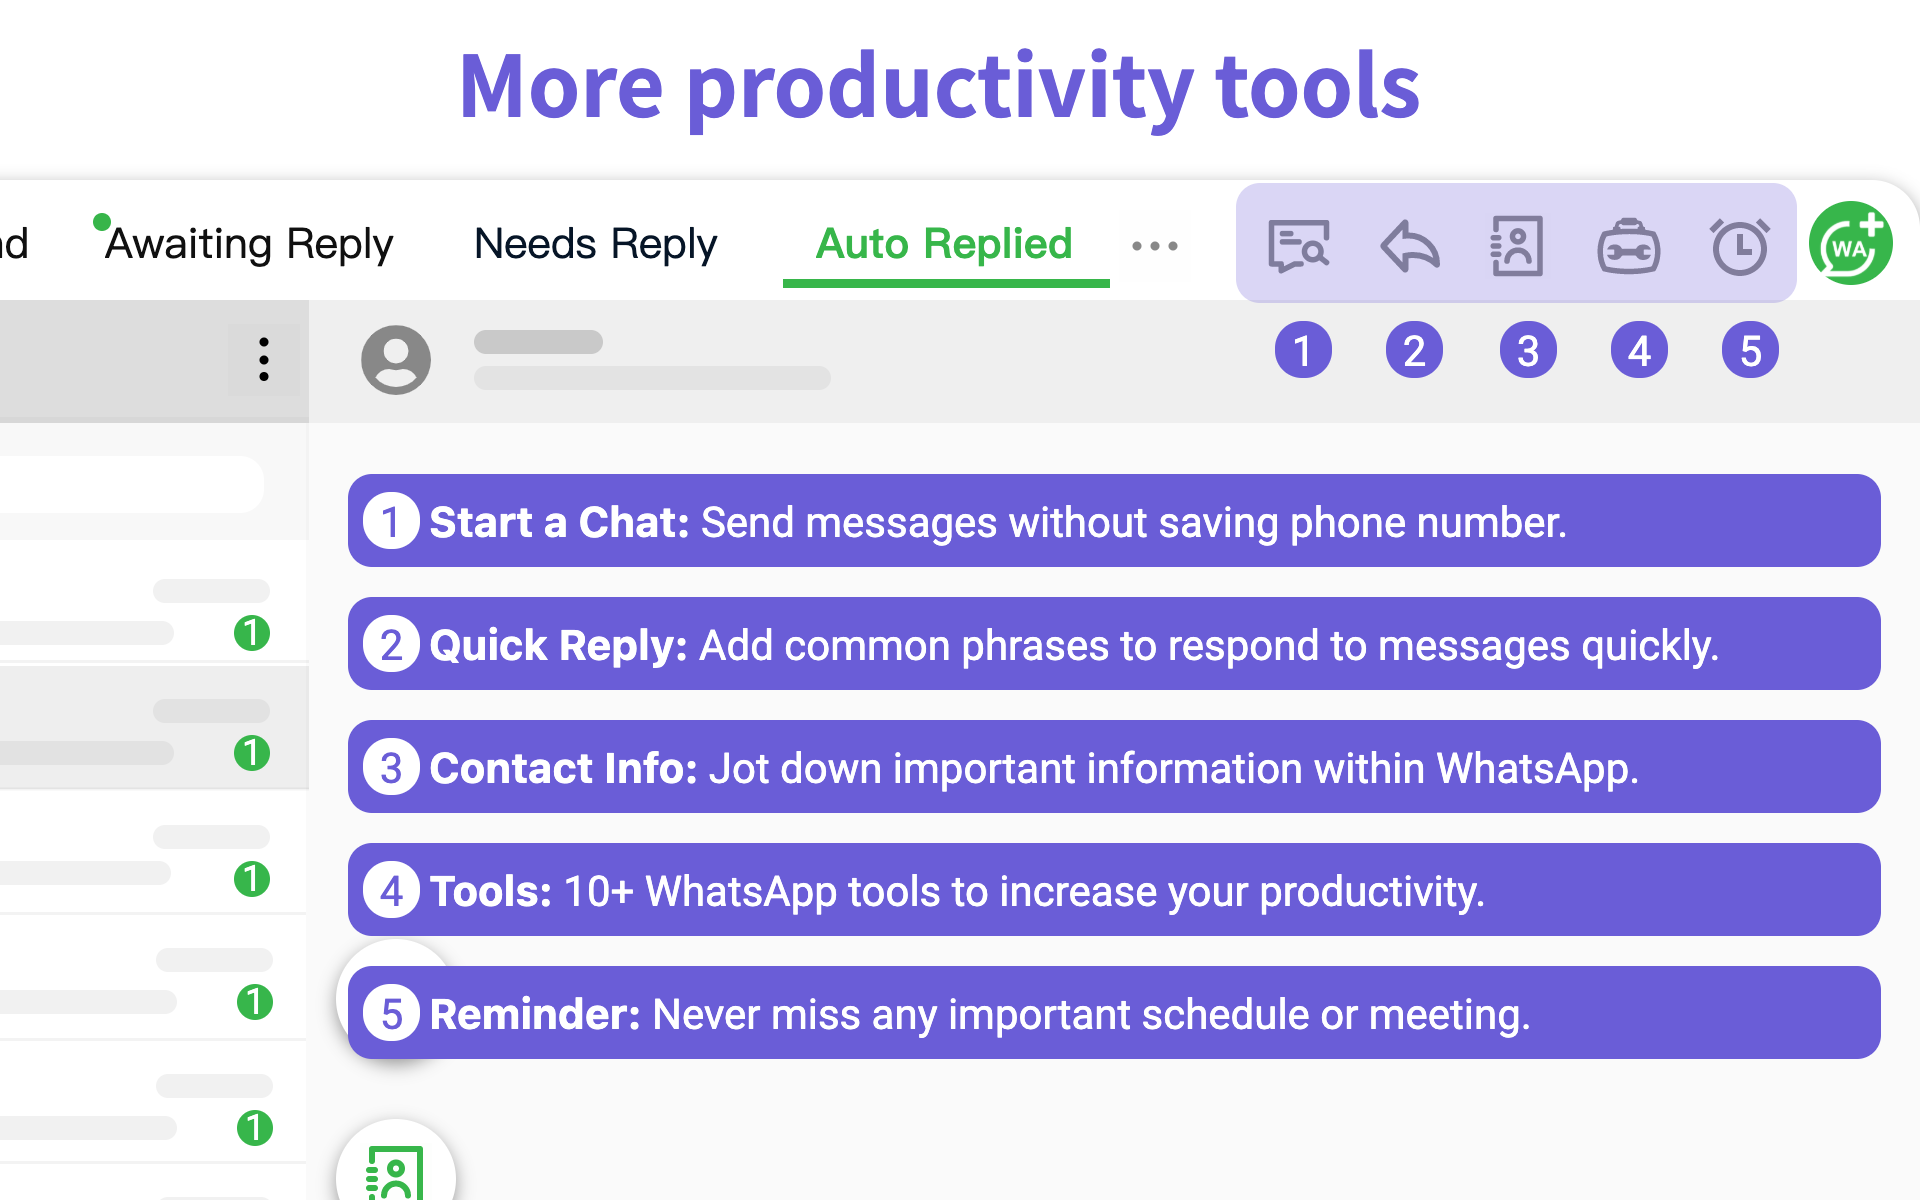 More productivity tools
d
Awaiting Reply
Needs Reply
Auto Replied
WA
1
2
3
4
5
1 Start a Chat: Send messages without saving phone number.
2 Quick Reply: Add common phrases to respond to messages quickly.
3 Contact Info: Jot down important information within WhatsApp.
4 Tools: 10+ WhatsApp tools to increase your productivity.
5 Reminder: Never miss any important schedule or meeting.
1
1
1
1
1